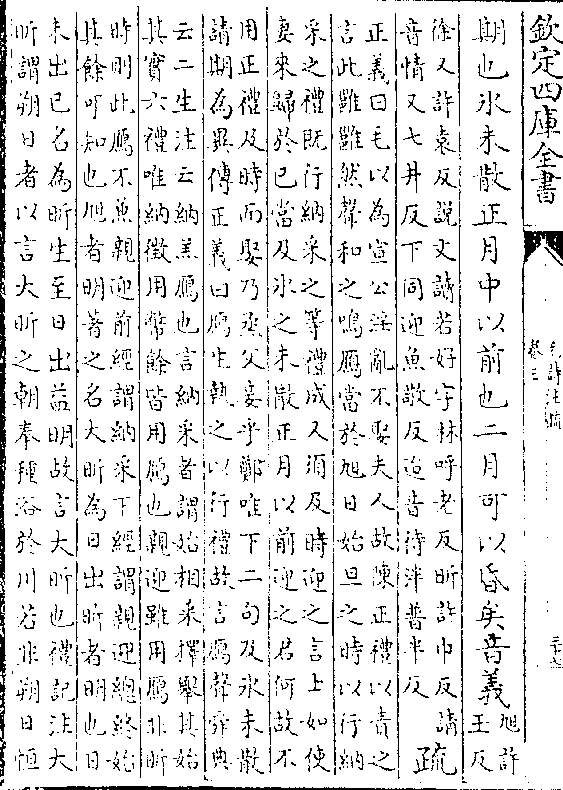 欽定四庫全書
毛詩注疏
卷三
期也冰未散正月中以前也二月可以昏矣音義
旭許
王反
徐又許袁反説文讀若好字林呼老反昕許巾反請
音情又七井反下同迎魚敬反迨音待泮普半反
疏
正義曰毛以為宣公淫亂不娶夫人故陳正禮以責之
言此雝雝然聲和之鳴鴈當於旭日始旦之時以行納
采之禮既行納采之等禮成又須及時迎之言上如使
妻來歸於已當及氷之未散正月以前迎之君何故不
用正禮及時而娶乃烝父妾乎鄭唯下二句及氷未散
請期為異傳正義曰鴈生執之以行禮故言鴈聲舜典
云二生注云納羔鴈也言納采者謂始相采擇舉其始
其實六禮唯納徵用幣餘皆用鴈也親迎雖用鴈非昕
時則此鴈不兼親迎前經謂納采下經謂親迎總終始
其餘可知也旭者明著之名大昕為日出昕者明也日
未出已名為昕生至日出益明故言大昕也禮記注大
昕謂朔日者以言大昕之朝奉種浴於川若非朔日恒